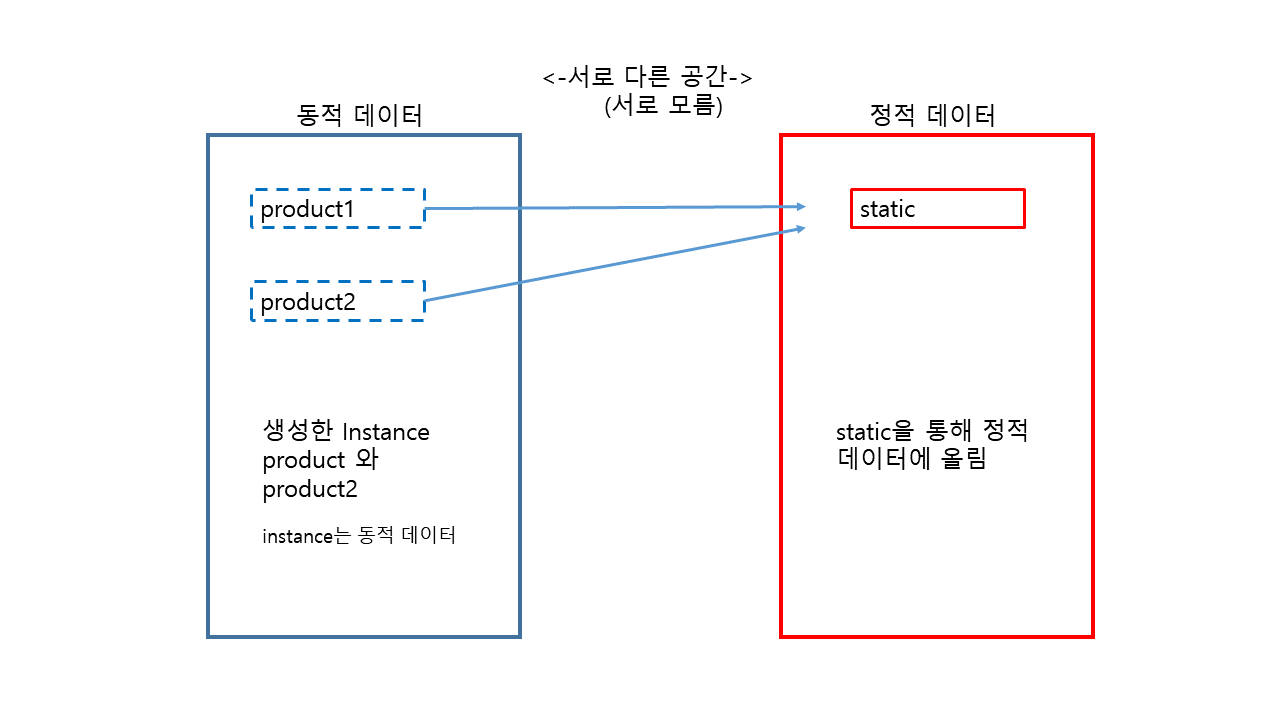 <-서로 다른 공간->
(서로 모름)
동적 데이터
product1
product2
생성한 Instance
product 와
product2
instance는 동적 데이터
정적 데이터
static
static을 통해 정적
데이터에 올림